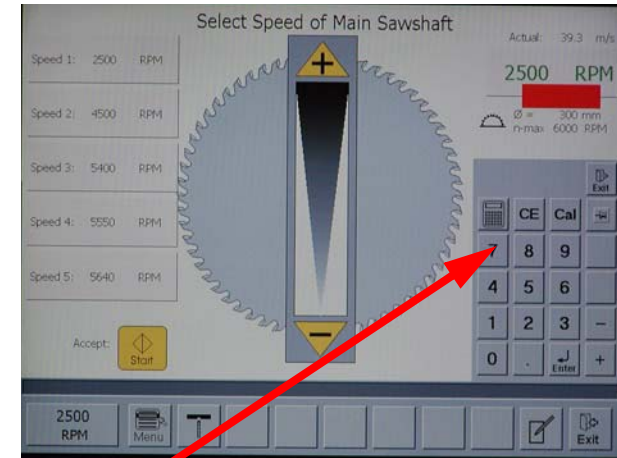 Select Speed of Main Sawshaft
Actual: 39.3 m/s
2500 RPM
Ø = 300 mm
n-max 6000 RPM
Speed 1: 2500 RPM
Speed 2: 4500 RPM
Speed 3: 5400 RPM
Speed 4: 5550 RPM
Speed 5: 5640 RPM
Accept:
Start
+
−
Exit
CE Cal
7 8 9
4 5 6
1 2 3 −
0 . Enter +
2500
RPM
Menu
Exit